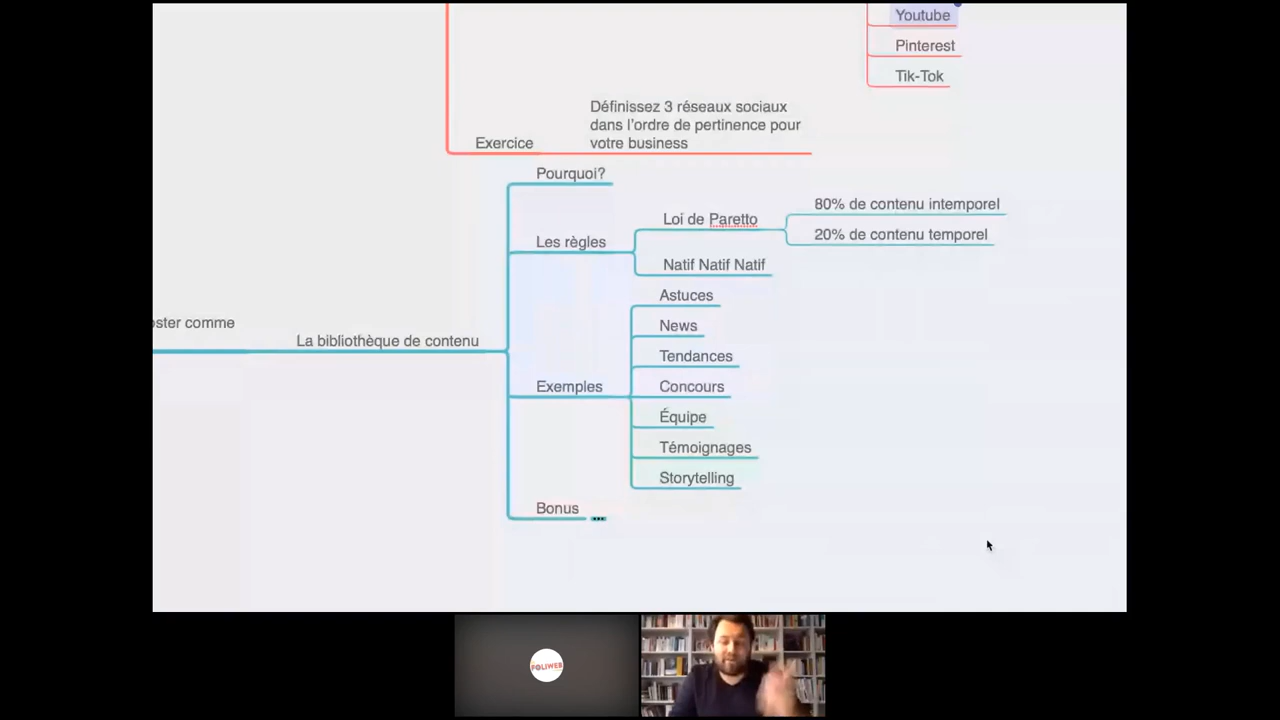 Youtube
Pinterest
Tik-Tok
Définissez 3 réseaux sociaux
dans l'ordre de pertinence pour
votre business
Exercice
Pourquoi?
80% de contenu intemporel
Loi de Paretto
20% de contenu temporel
Les règles
Natif Natif Natif
Astuces
News
oster comme
La bibliothèque de contenu
Tendances
Exemples
Concours
Équipe
Témoignages
Storytelling
Bonus
POLIWEB